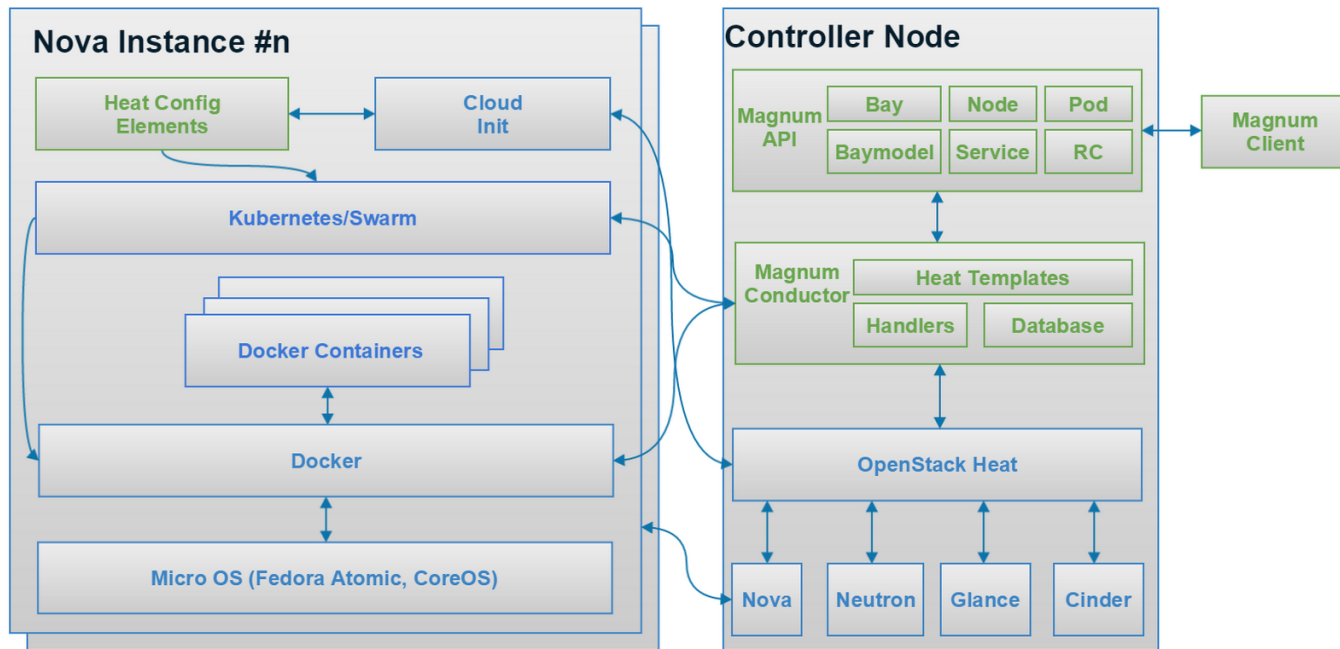 Nova Instance #n
Heat Config
Elements
Cloud
Init
Kubernetes/Swarm
Docker Containers
Docker
Micro OS (Fedora Atomic, CoreOS)
Controller Node
Magnum
API
Bay
Node
Pod
Baymodel
Service
RC
Magnum
Client
Magnum
Conductor
Heat Templates
Handlers
Database
OpenStack Heat
Nova
Neutron
Glance
Cinder